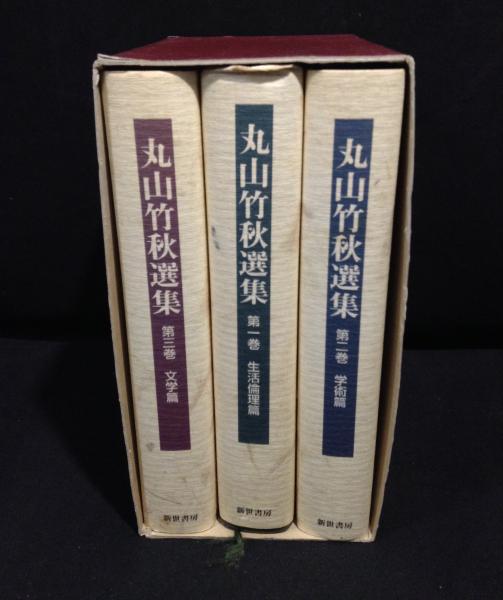 丸山竹秋選集
第三巻 文学篇
新世書房
丸山竹秋選集
第一巻 生活倫理篇
新世書房
丸山竹秋選集
第二巻 学術篇
新世書房